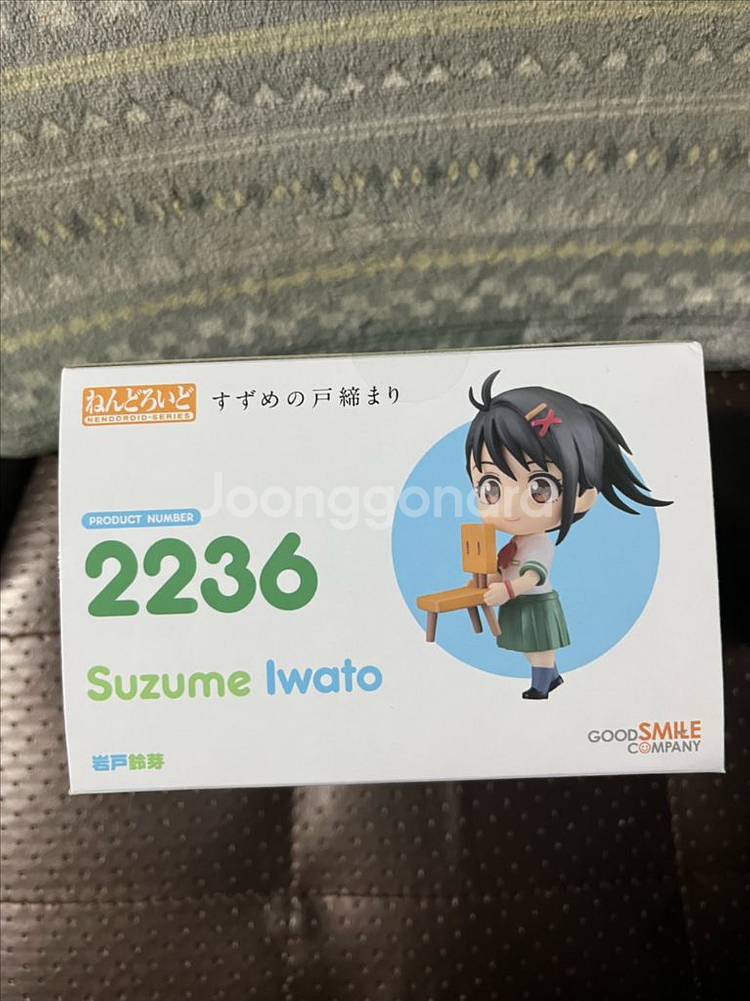 ねんどろいど
NENDOROID-SERIES
すずめの戸締まり
Joonggonara
PRODUCT NUMBER
2236
Suzume Iwato
岩戸鈴芽
GOOD SMILE
COMPANY